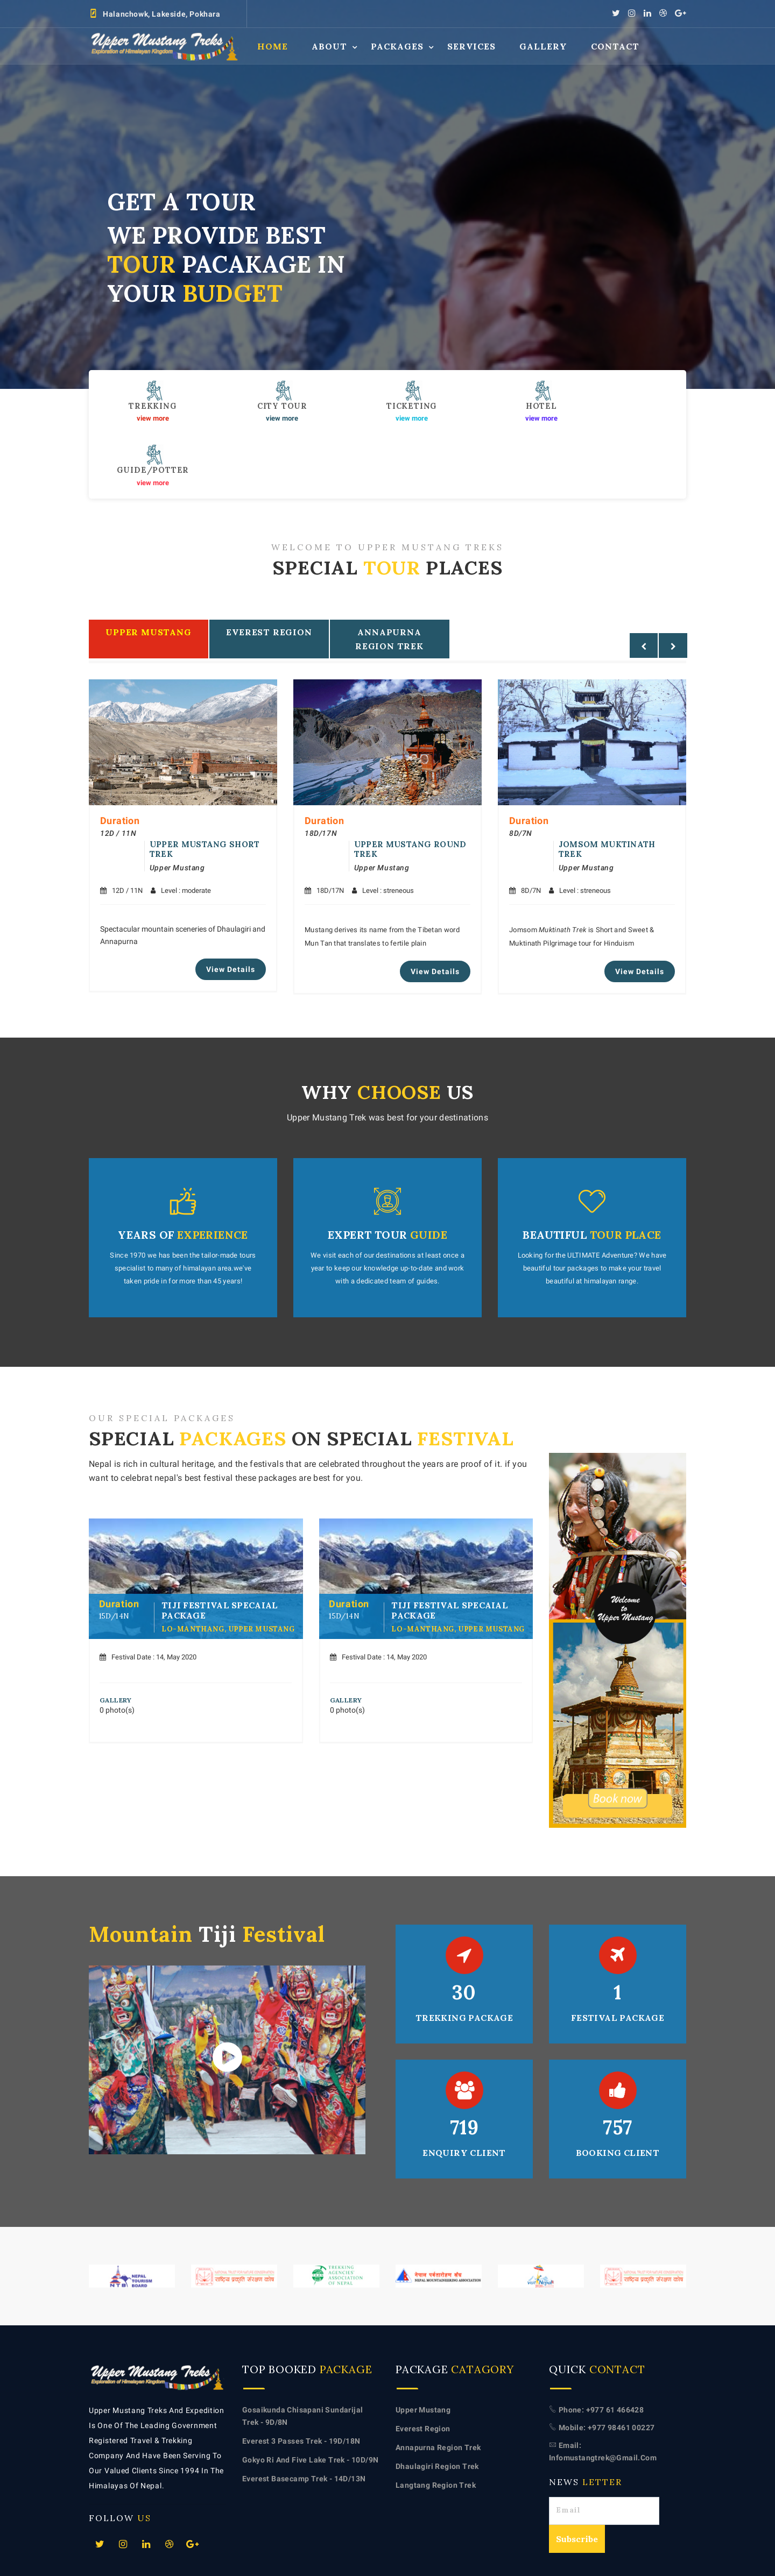 Halanchowk, Lakeside, Pokhara
Upper Mustang Treks
Exploration of Himalayan Kingdom
HOME ABOUT PACKAGES SERVICES GALLERY CONTACT
GET A TOUR
WE PROVIDE BEST
TOUR PACAKAGE IN
YOUR BUDGET
TREKKING CITY TOUR TICKETING HOTEL
view more view more view more view more
GUIDE/POTTER
view more
WELCOME TO UPPER MUSTANG TREKS
SPECIAL TOUR PLACES
UPPER MUSTANG
EVEREST REGION
ANNAPURNA
REGION TREK
Duration
12D / 11N
UPPER MUSTANG SHORT
TREK
Upper Mustang
12D / 11N Level : moderate
Spectacular mountain sceneries of Dhaulagiri and
Annapurna
View Details
Duration
18D/17N
UPPER MUSTANG ROUND
TREK
Upper Mustang
18D/17N Level : streneous
Mustang derives its name from the Tibetan word
Mun Tan that translates to fertile plain
View Details
Duration
8D/7N
JOMSOM MUKTINATH
TREK
Upper Mustang
8D/7N Level : streneous
Jomsom Muktinath Trek is Short and Sweet &
Muktinath Pilgrimage tour for Hinduism
View Details
WHY CHOOSE US
Upper Mustang Trek was best for your destinations
YEARS OF EXPERIENCE
Since 1970 we has been the tailor-made tours
specialist to many of himalayan area.we've
taken pride in for more than 45 years!
EXPERT TOUR GUIDE
We visit each of our destinations at least once a
year to keep our knowledge up-to-date and work
with a dedicated team of guides.
BEAUTIFUL TOUR PLACE
Looking for the ULTIMATE Adventure? We have
beautiful tour packages to make your travel
beautiful at himalayan range.
OUR SPECIAL PACKAGES
SPECIAL PACKAGES ON SPECIAL FESTIVAL
Nepal is rich in cultural heritage, and the festivals that are celebrated throughout the years are proof of it. if you
want to celebrat nepal's best festival these packages are best for you.
Duration
15D/14N
TIJI FESTIVAL SPECAIAL
PACKAGE
LO-MANTHANG, UPPER MUSTANG
Festival Date : 14, May 2020
GALLERY
0 photo(s)
Duration
15D/14N
TIJI FESTIVAL SPECAIAL
PACKAGE
LO-MANTHANG, UPPER MUSTANG
Festival Date : 14, May 2020
GALLERY
0 photo(s)
Welcome
to
Upper Mustang
Book now
Mountain Tiji Festival
30
TREKKING PACKAGE
1
FESTIVAL PACKAGE
719
ENQUIRY CLIENT
757
BOOKING CLIENT
NEPAL
TOURISM
BOARD
TREKKING
AGENCIES'
ASSOCIATION
OF NEPAL
NEPAL MOUNTAINEERING ASSOCIATION
Upper Mustang Treks
Exploration of Himalayan Kingdom
Upper Mustang Treks And Expedition
Is One Of The Leading Government
Registered Travel & Trekking
Company And Have Been Serving To
Our Valued Clients Since 1994 In The
Himalayas Of Nepal.
FOLLOW US
TOP BOOKED PACKAGE
Gosaikunda Chisapani Sundarijal
Trek - 9D/8N
Everest 3 Passes Trek - 19D/18N
Gokyo Ri And Five Lake Trek - 10D/9N
Everest Basecamp Trek - 14D/13N
PACKAGE CATAGORY
Upper Mustang
Everest Region
Annapurna Region Trek
Dhaulagiri Region Trek
Langtang Region Trek
QUICK CONTACT
Phone: +977 61 466428
Mobile: +977 98461 00227
Email:
Infomustangtrek@Gmail.Com
NEWS LETTER
Email
Subscribe